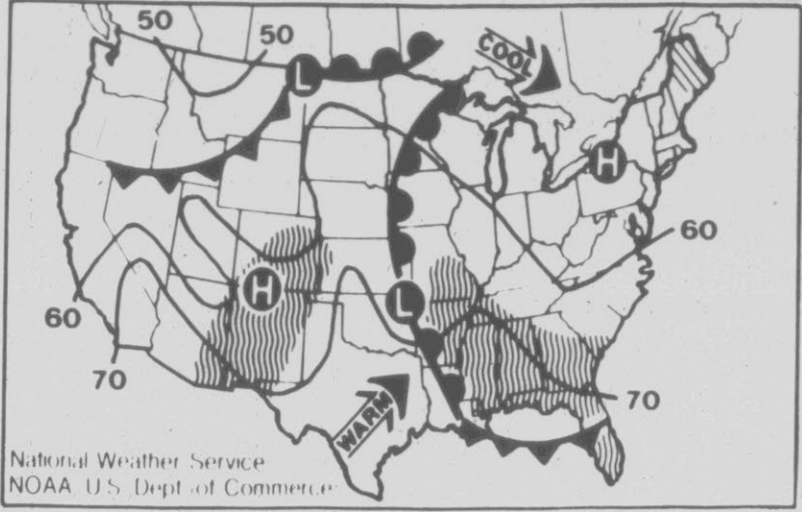 50
50
L
COOL
H
60
H
L
60
70
WARM
70
National Weather Service
NOAA U.S. Dept. of Commerce